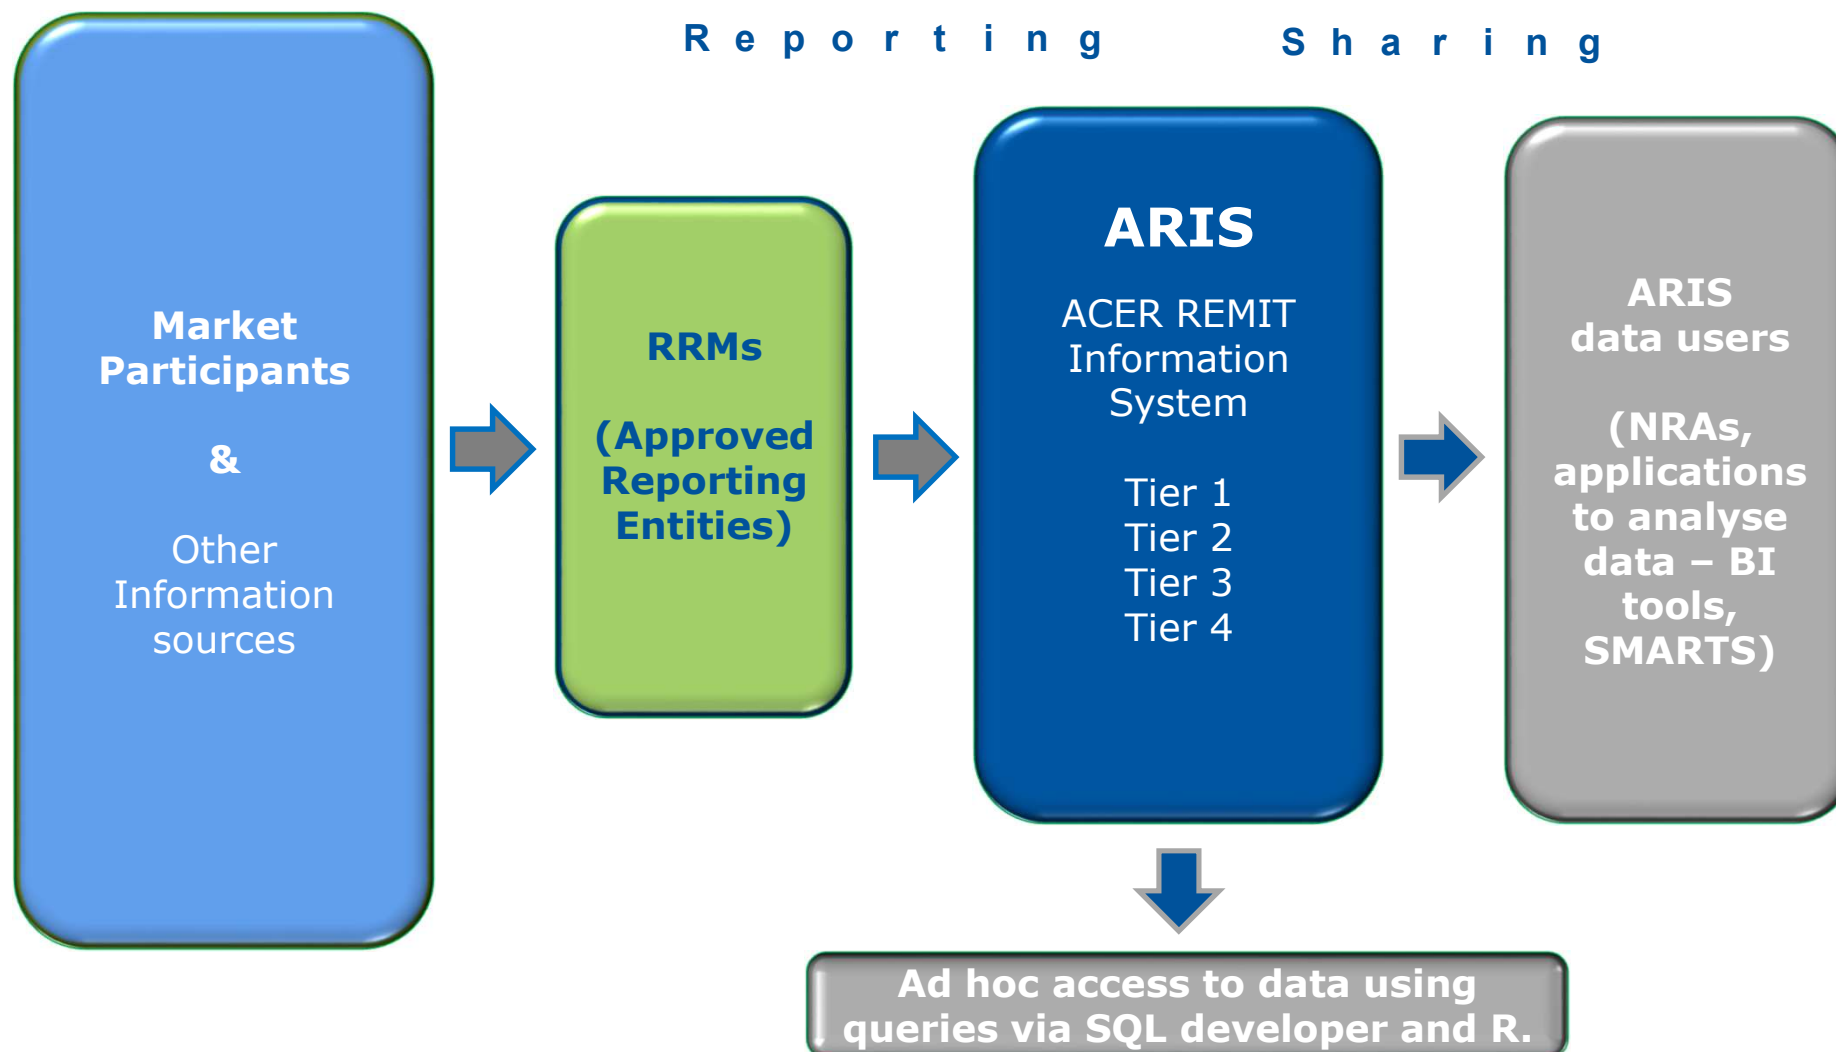 Reporting
Sharing
Market
Participants
&
Other
Information
sources
RRMs
(Approved
Reporting
Entities)
ARIS
ACER REMIT
Information
System
Tier 1
Tier 2
Tier 3
Tier 4
ARIS
data users
(NRAs,
applications
to analyse
data – BI
tools,
SMARTS)
Ad hoc access to data using
queries via SQL developer and R.